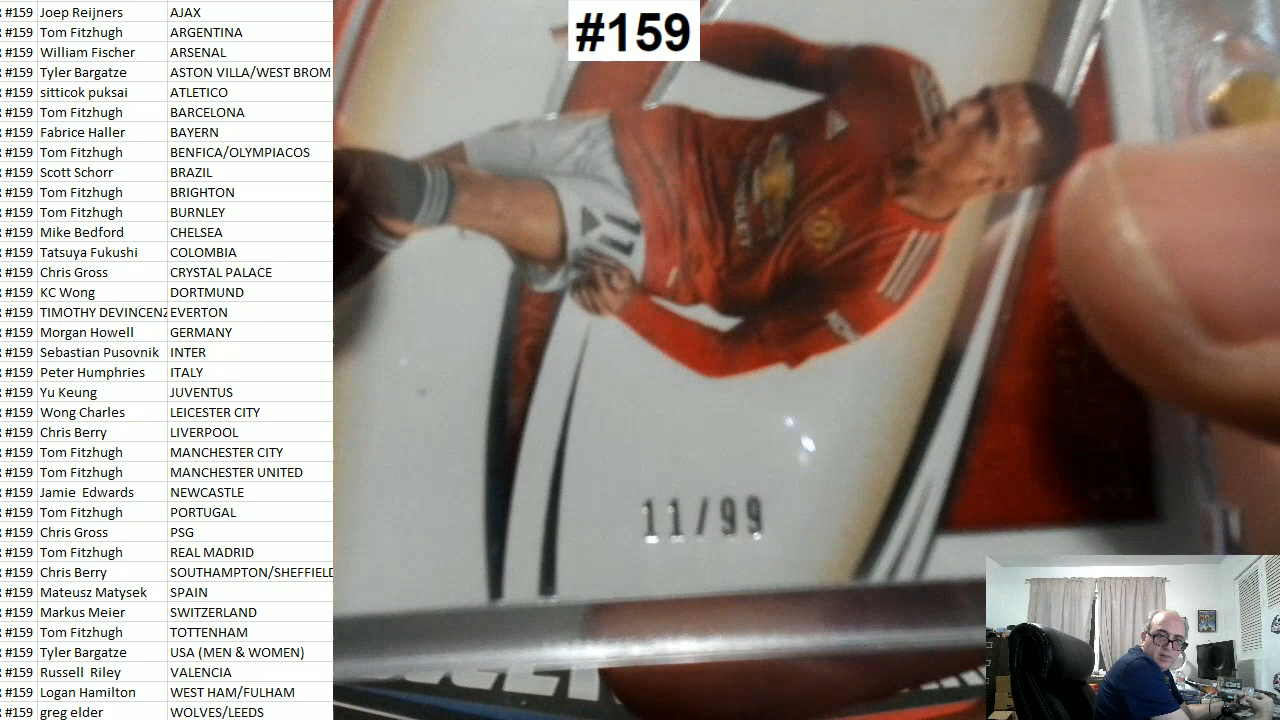 #159
#159 Joep Reijners AJAX
#159 Tom Fitzhugh ARGENTINA
#159 William Fischer ARSENAL
#159 Tyler Bargatze ASTON VILLA/WEST BROM
#159 sitticok puksai ATLETICO
#159 Tom Fitzhugh BARCELONA
#159 Fabrice Haller BAYERN
#159 Tom Fitzhugh BENFICA/OLYMPIACOS
#159 Scott Schorr BRAZIL
#159 Tom Fitzhugh BRIGHTON
#159 Tom Fitzhugh BURNLEY
#159 Mike Bedford CHELSEA
#159 Tatsuya Fukushi COLOMBIA
#159 Chris Gross CRYSTAL PALACE
#159 KC Wong DORTMUND
#159 TIMOTHY DEVINCENZ EVERTON
#159 Morgan Howell GERMANY
#159 Sebastian Pusovnik INTER
#159 Peter Humphries ITALY
#159 Yu Keung JUVENTUS
#159 Wong Charles LEICESTER CITY
#159 Chris Berry LIVERPOOL
#159 Tom Fitzhugh MANCHESTER CITY
#159 Tom Fitzhugh MANCHESTER UNITED
#159 Jamie Edwards NEWCASTLE
#159 Tom Fitzhugh PORTUGAL
#159 Chris Gross PSG
#159 Tom Fitzhugh REAL MADRID
#159 Chris Berry SOUTHAMPTON/SHEFFIELD
#159 Mateusz Matysek SPAIN
#159 Markus Meier SWITZERLAND
#159 Tom Fitzhugh TOTTENHAM
#159 Tyler Bargatze USA (MEN & WOMEN)
#159 Russell Riley VALENCIA
#159 Logan Hamilton WEST HAM/FULHAM
#159 greg elder WOLVES/LEEDS
11
11/99